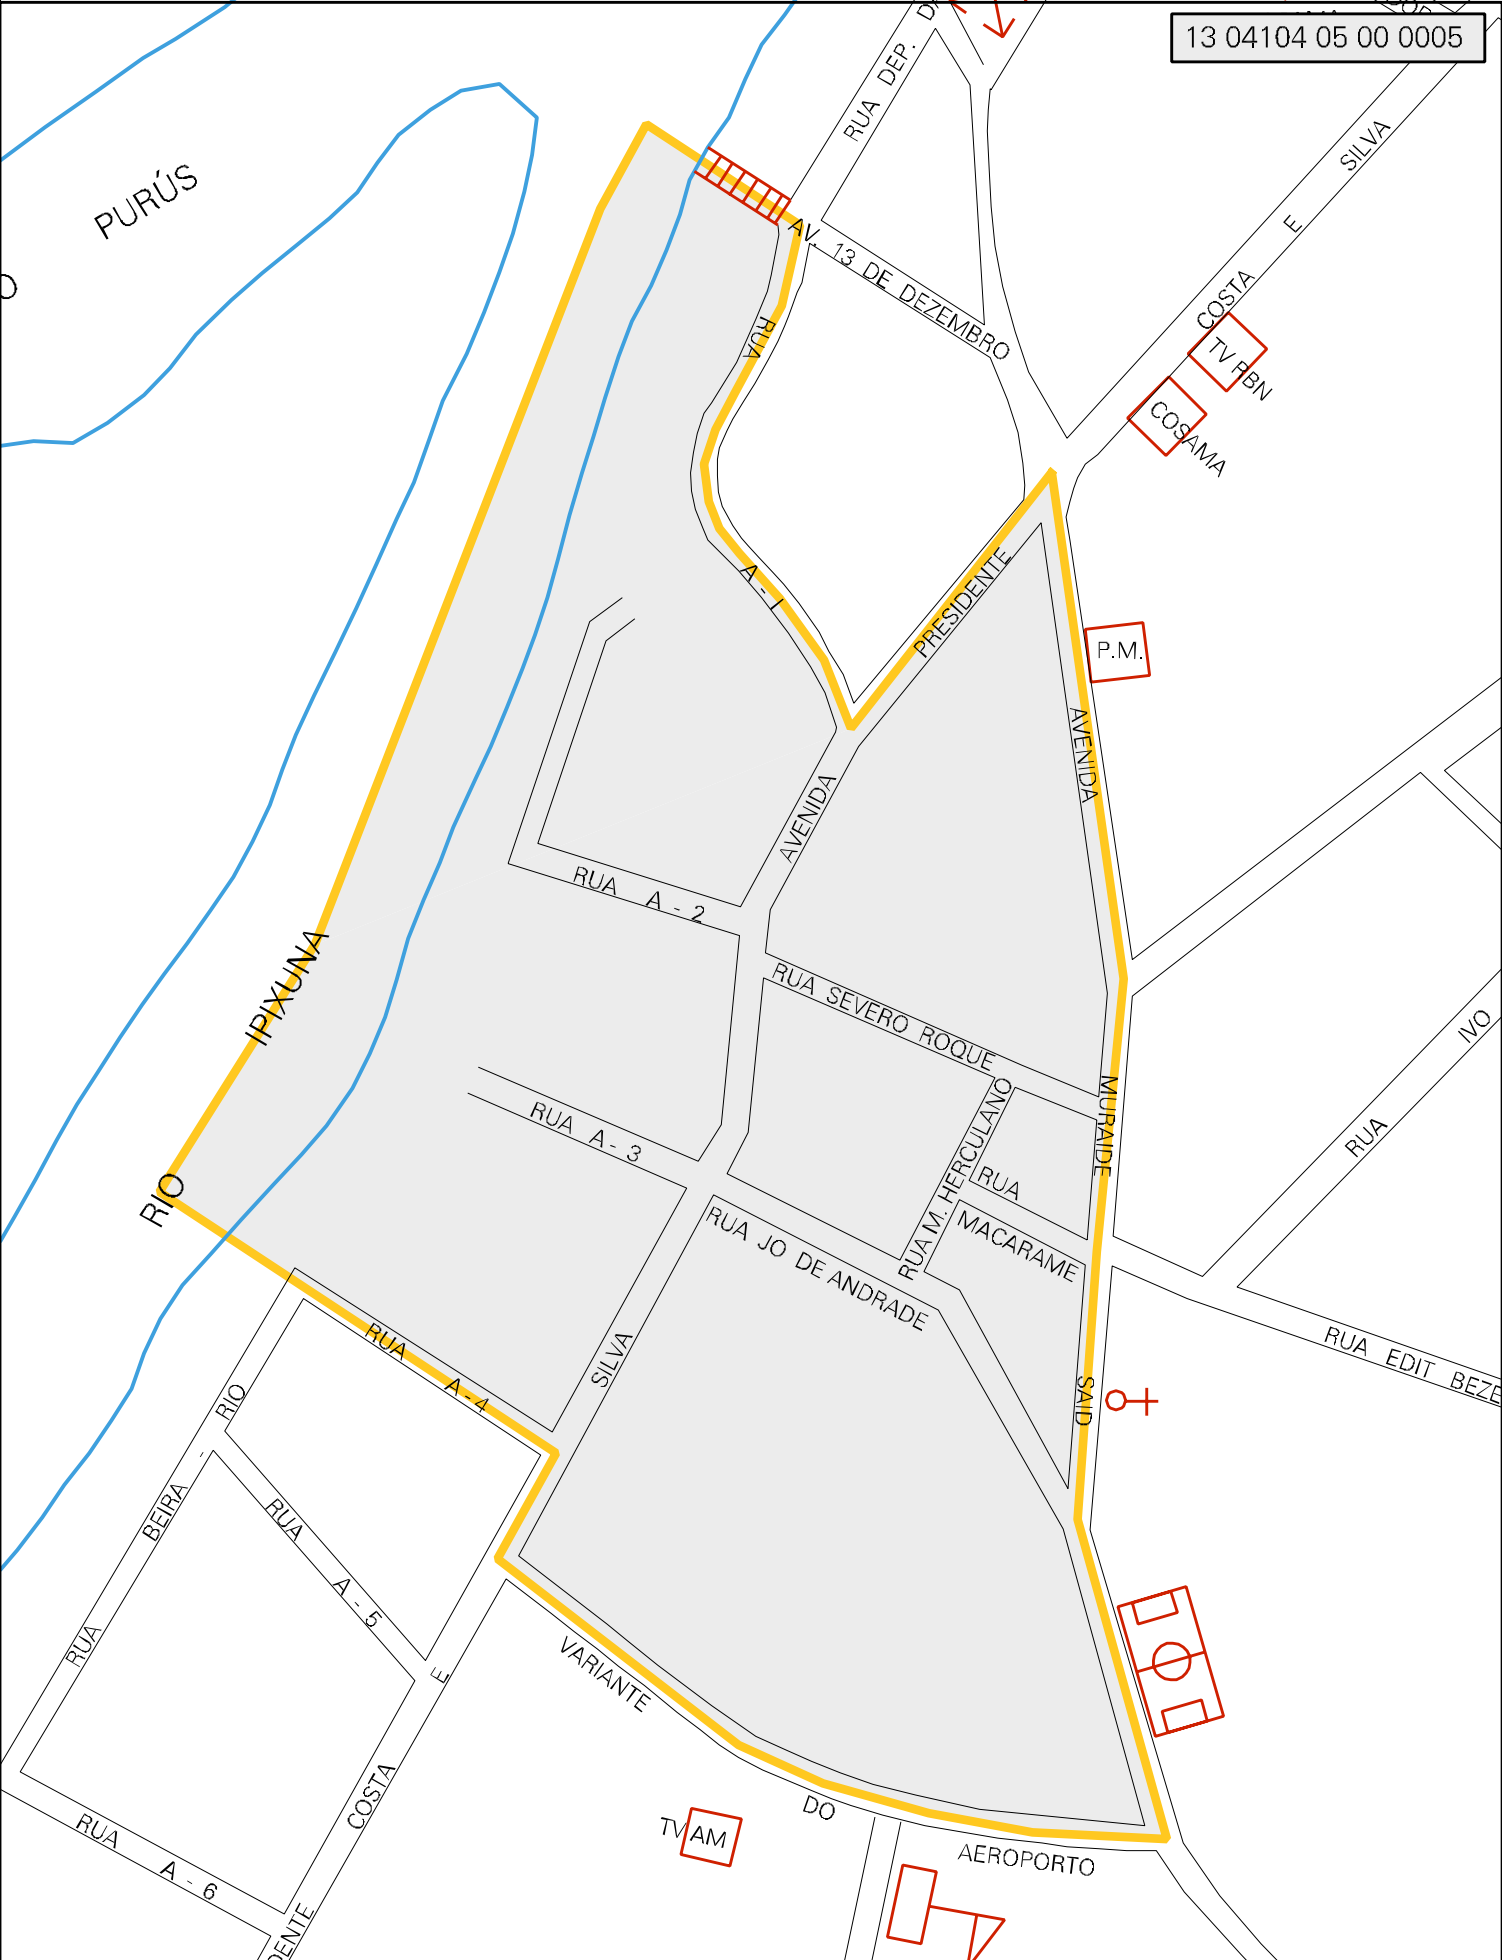 13 04104 05 00 0005
RUA DEP.
SILVA
E
COSTA
PURÚS
AV. 13 DE DEZEMBRO
TV RBN
COSAMA
RUA
A - 1
PRESIDENTE
P.M.
AVENIDA
AVENIDA
RUA A - 2
IPIXUNA
RIO
RUA SEVERO ROQUE
RUA M. HERCULANO
MURAIDE
RUA A - 3
RUA
MACARAME
RUA JO DE ANDRADE
IVO
RUA
RUA EDIT BEZE
SILVA
RUA A - 4
SAID
RIO
-
BEIRA
RUA
RUA A - 5
E
COSTA
DENTE
VARIANTE
DO
AEROPORTO
TV AM
RUA A - 6